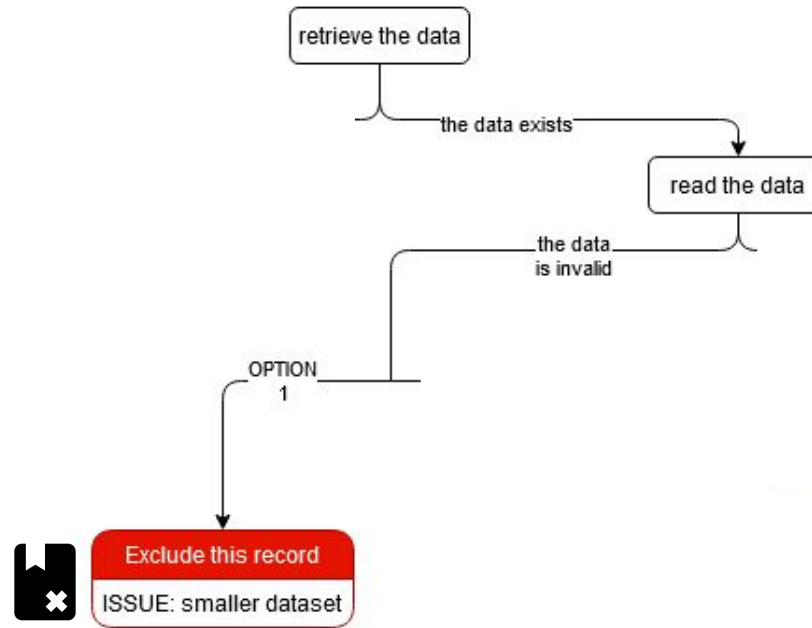 retrieve the data
the data exists
read the data
the data
is invalid
OPTION
1
Exclude this record
ISSUE: smaller dataset